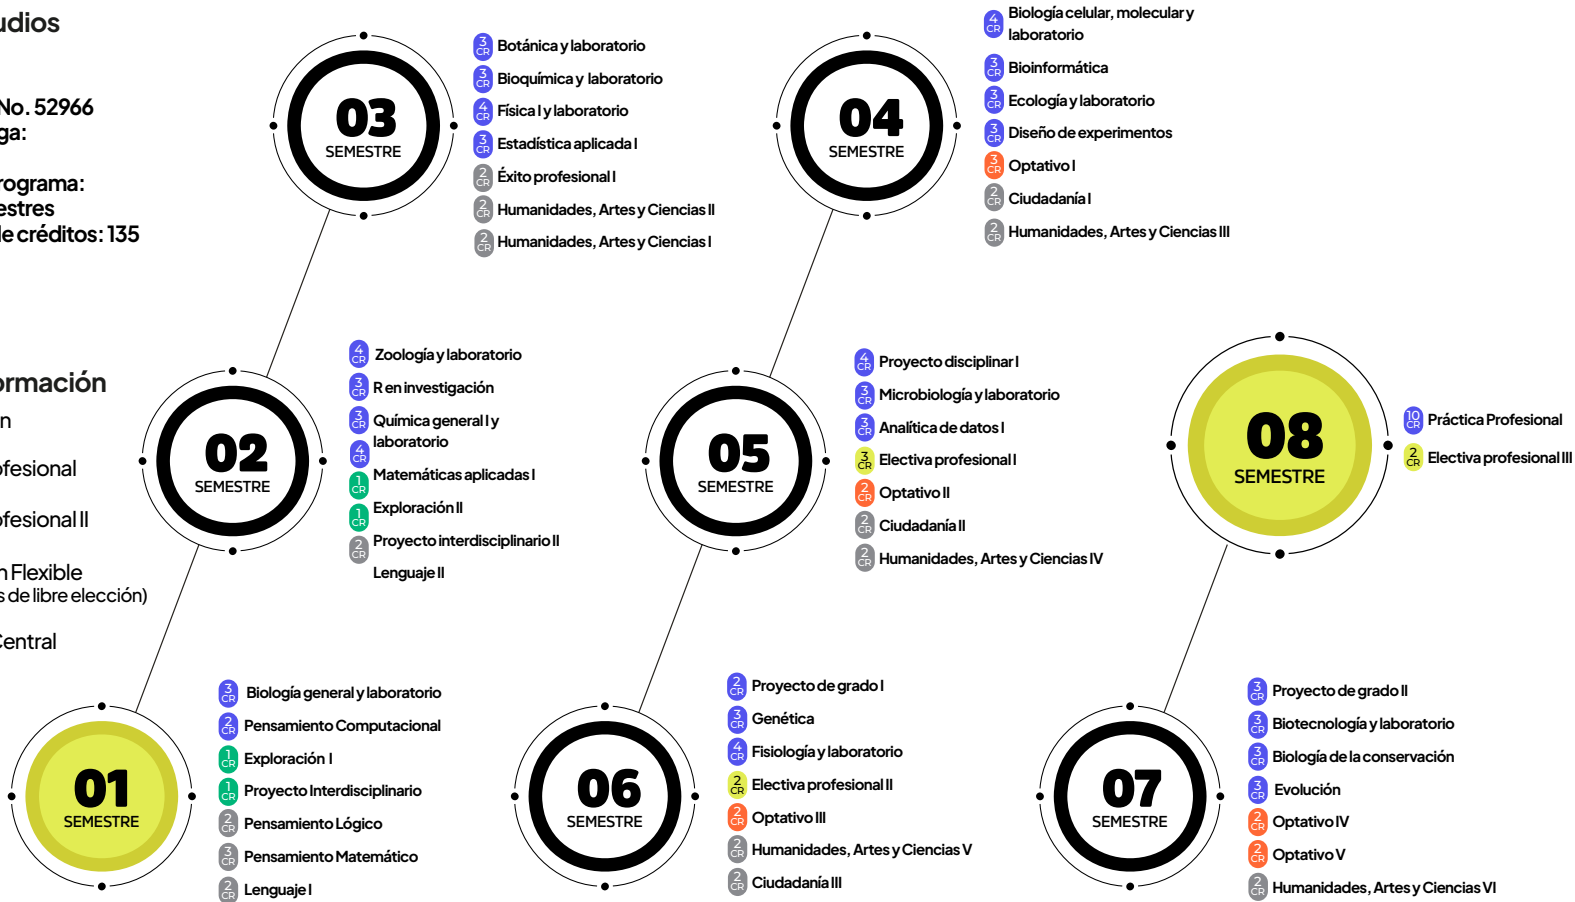 udios
No. 52966
ga:
rograma:
estres
le créditos: 135
ormación
n
ofesional
ofesional II
n Flexible
s de libre elección)
Central
03
SEMESTRE
3 CR Botánica y laboratorio
3 CR Bioquímica y laboratorio
4 CR Física I y laboratorio
3 CR Estadística aplicada I
2 CR Éxito profesional I
2 CR Humanidades, Artes y Ciencias II
2 CR Humanidades, Artes y Ciencias I
04
SEMESTRE
4 CR Biología celular, molecular y
laboratorio
3 CR Bioinformática
3 CR Ecología y laboratorio
3 CR Diseño de experimentos
3 CR Optativo I
2 CR Ciudadanía I
2 CR Humanidades, Artes y Ciencias III
02
SEMESTRE
4 CR Zoología y laboratorio
3 CR R en investigación
3 CR Química general I y
laboratorio
4 CR
Matemáticas aplicadas I
1 CR
Exploración II
1 CR
Proyecto interdisciplinario II
2 CR
Lenguaje II
05
SEMESTRE
4 CR Proyecto disciplinar I
3 CR Microbiología y laboratorio
3 CR Analítica de datos I
3 CR Electiva profesional I
2 CR Optativo II
2 CR Ciudadanía II
2 CR Humanidades, Artes y Ciencias IV
08
SEMESTRE
10 CR Práctica Profesional
2 CR Electiva profesional III
01
SEMESTRE
3 CR Biología general y laboratorio
2 CR Pensamiento Computacional
1 CR Exploración I
1 CR Proyecto Interdisciplinario
2 CR Pensamiento Lógico
3 CR Pensamiento Matemático
2 CR Lenguaje I
06
SEMESTRE
2 CR Proyecto de grado I
3 CR Genética
4 CR Fisiología y laboratorio
2 CR Electiva profesional II
2 CR Optativo III
2 CR Humanidades, Artes y Ciencias V
2 CR Ciudadanía III
07
SEMESTRE
3 CR Proyecto de grado II
3 CR Biotecnología y laboratorio
3 CR Biología de la conservación
3 CR Evolución
2 CR Optativo IV
2 CR Optativo V
2 CR Humanidades, Artes y Ciencias VI